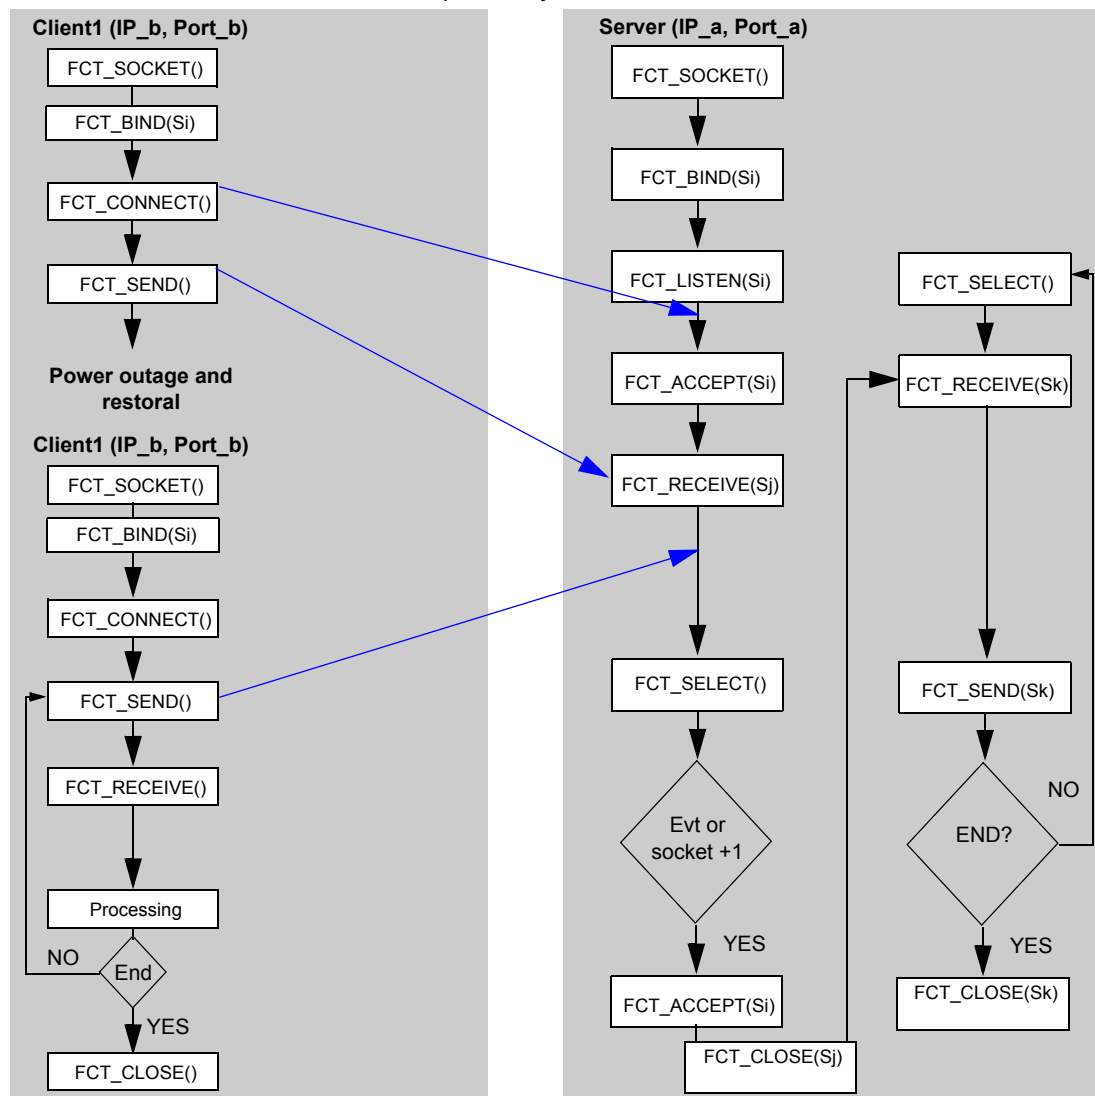 Client1 (IP_b, Port_b)
FCT_SOCKET()
FCT_BIND(Si)
FCT_CONNECT()
FCT_SEND()
Power outage and
restoral
Client1 (IP_b, Port_b)
FCT_SOCKET()
FCT_BIND(Si)
FCT_CONNECT()
FCT_SEND()
FCT_RECEIVE()
Processing
NO
End
YES
FCT_CLOSE()
Server (IP_a, Port_a)
FCT_SOCKET()
FCT_BIND(Si)
FCT_LISTEN(Si)
FCT_ACCEPT(Si)
FCT_RECEIVE(Sj)
FCT_SELECT()
Evt or
socket +1
YES
FCT_ACCEPT(Si)
FCT_CLOSE(Sj)
FCT_SELECT()
FCT_RECEIVE(Sk)
FCT_SEND(Sk)
NO
END?
YES
FCT_CLOSE(Sk)